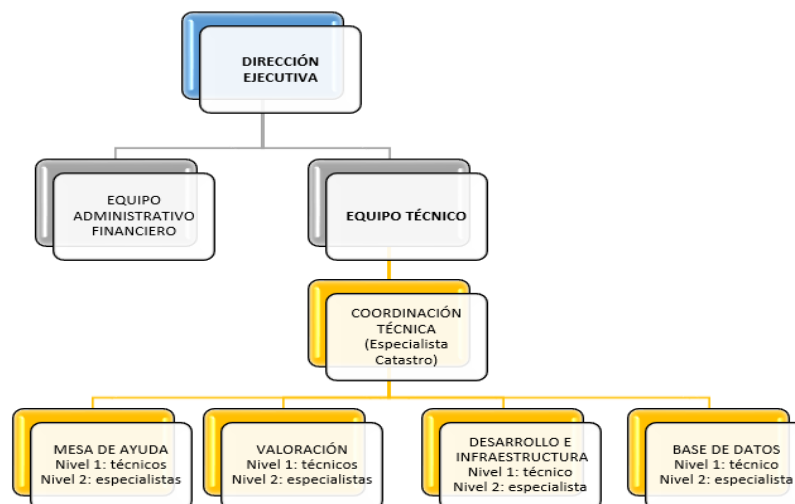 DIRECCIÓN
EJECUTIVA
EQUIPO
ADMINISTRATIVO
FINANCIERO
EQUIPO TÉCNICO
COORDINACIÓN
TÉCNICA
(Especialista
Catastro)
MESA DE AYUDA
Nivel 1: técnicos
Nivel 2: especialistas
VALORACIÓN
Nivel 1: técnicos
Nivel 2: especialistas
DESARROLLO E
INFRAESTRUCTURA
Nivel 1: técnico
Nivel 2: especialista
BASE DE DATOS
Nivel 1: técnico
Nivel 2: especialista